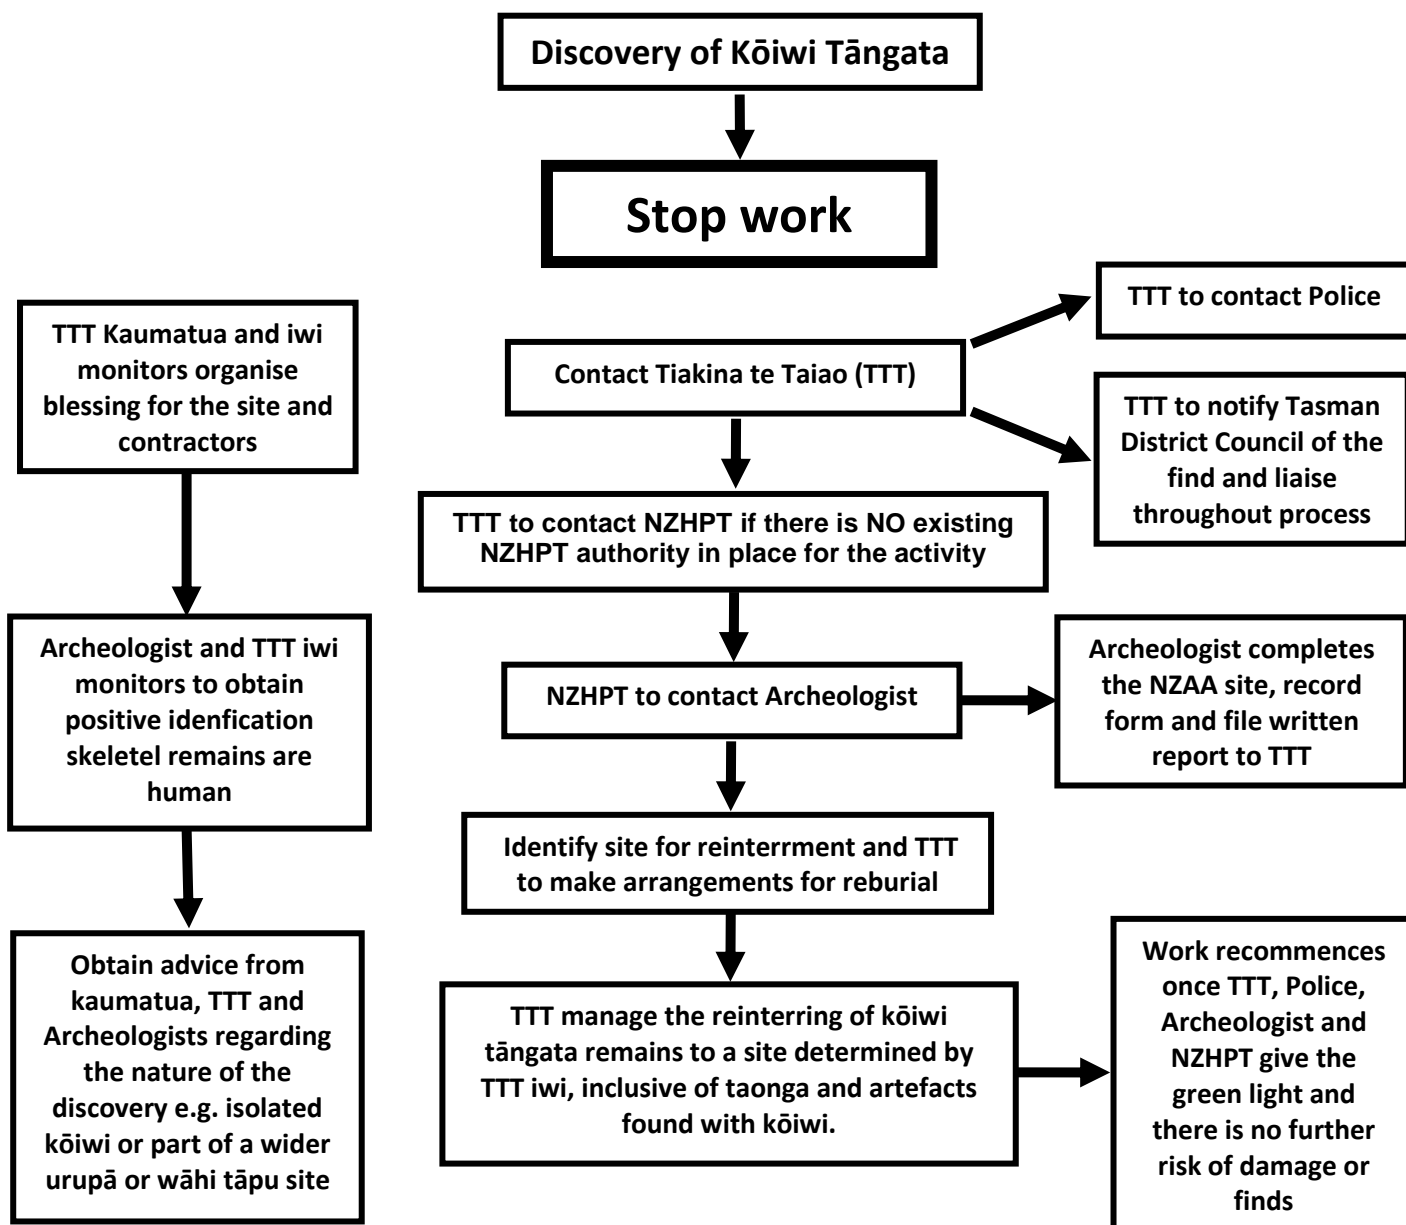 Discovery of Kōiwi Tāngata
Stop work
TTT to contact Police
Contact Tiakina te Taiao (TTT)
TTT to notify Tasman
District Council of the
find and liaise
throughout process
TTT Kaumatua and iwi
monitors organise
blessing for the site and
contractors
TTT to contact NZHPT if there is NO existing
NZHPT authority in place for the activity
Archeologist and TTT iwi
monitors to obtain
positive idenfication
skeletel remains are
human
NZHPT to contact Archeologist
Archeologist completes
the NZAA site, record
form and file written
report to TTT
Identify site for reinterrment and TTT
to make arrangements for reburial
Obtain advice from
kaumatua, TTT and
Archeologists regarding
the nature of the
discovery e.g. isolated
kōiwi or part of a wider
urupā or wāhi tāpu site
TTT manage the reinterring of kōiwi
tāngata remains to a site determined by
TTT iwi, inclusive of taonga and artefacts
found with kōiwi.
Work recommences
once TTT, Police,
Archeologist and
NZHPT give the
green light and
there is no further
risk of damage or
finds